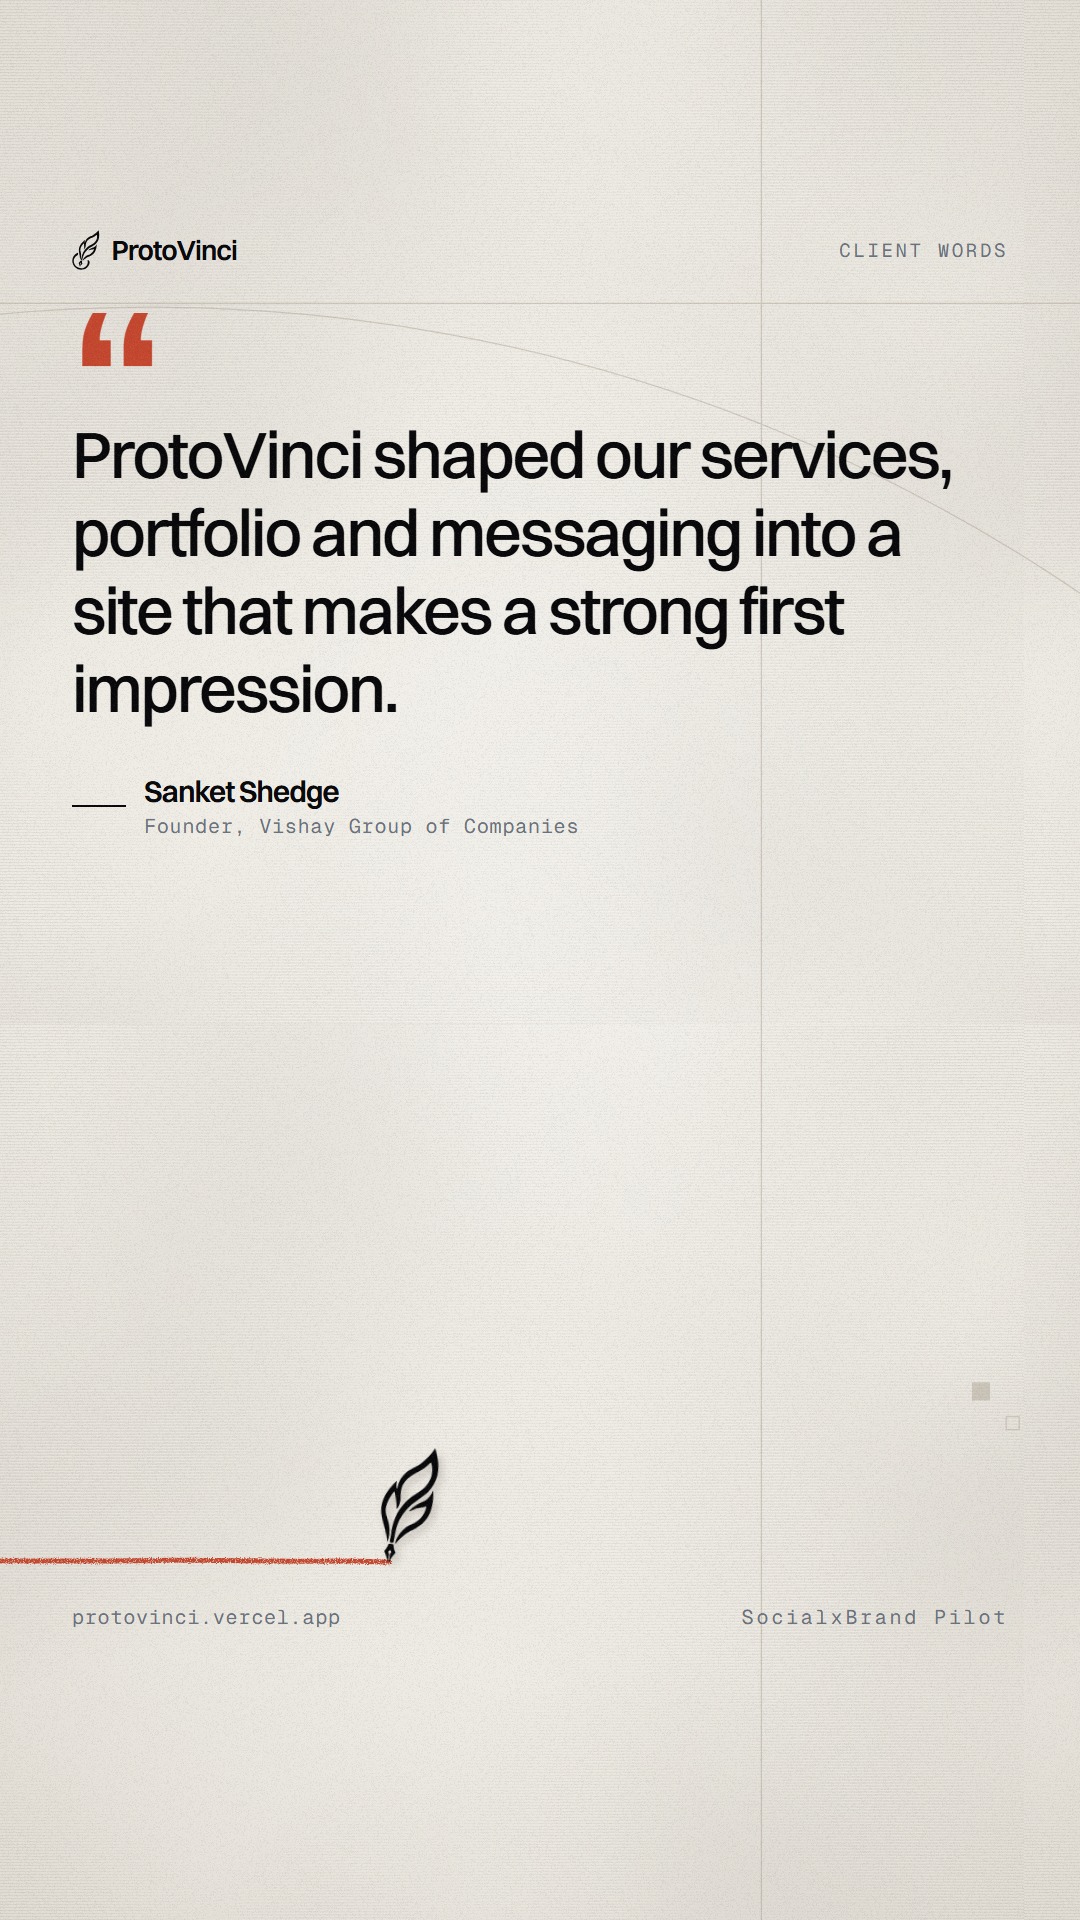 ProtoVinci
CLIENT WORDS
“
ProtoVinci shaped our services,
portfolio and messaging into a
site that makes a strong first
impression.
Sanket Shedge
Founder, Vishay Group of Companies
protovinci.vercel.app
SocialxBrand Pilot